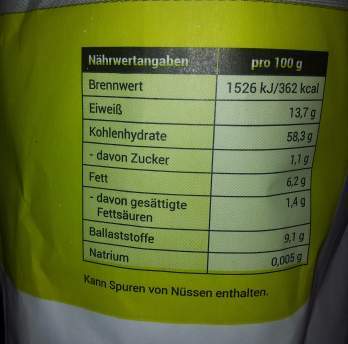 Nährwertangaben pro 100 g
Brennwert 1526 kJ/362 kcal
Eiweiß 13,7 g
Kohlenhydrate 58,3 g
- davon Zucker 1,1 g
Fett 6,2 g
- davon gesättigte 1,4 g
Fettsäuren
Ballaststoffe 9,1 g
Natrium 0,005 g
Kann Spuren von Nüssen enthalten.